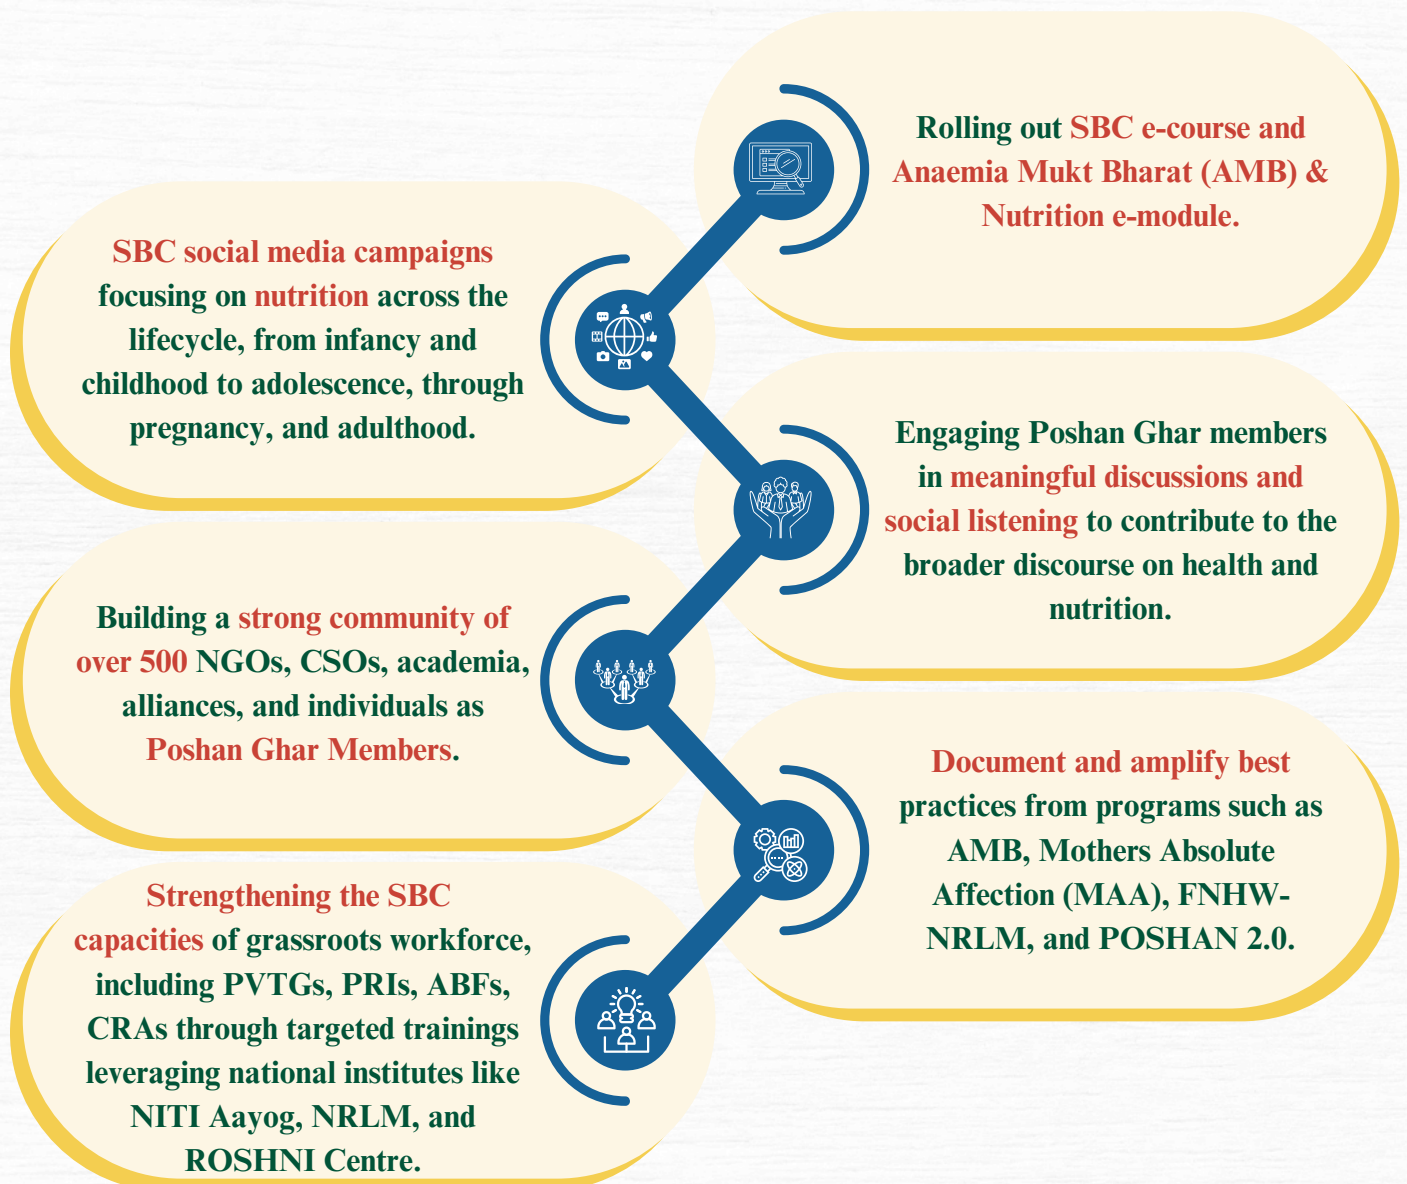 Rolling out SBC e-course and
Anaemia Mukt Bharat (AMB) &
Nutrition e-module.
SBC social media campaigns
focusing on nutrition across the
lifecycle, from infancy and
childhood to adolescence, through
pregnancy, and adulthood.
Engaging Poshan Ghar members
in meaningful discussions and
social listening to contribute to the
broader discourse on health and
nutrition.
Building a strong community of
over 500 NGOs, CSOs, academia,
alliances, and individuals as
Poshan Ghar Members.
Document and amplify best
practices from programs such as
AMB, Mothers Absolute
Affection (MAA), FNHW-
NRLM, and POSHAN 2.0.
Strengthening the SBC
capacities of grassroots workforce,
including PVTGs, PRIs, ABFs,
CRAs through targeted trainings
leveraging national institutes like
NITI Aayog, NRLM, and
ROSHNI Centre.